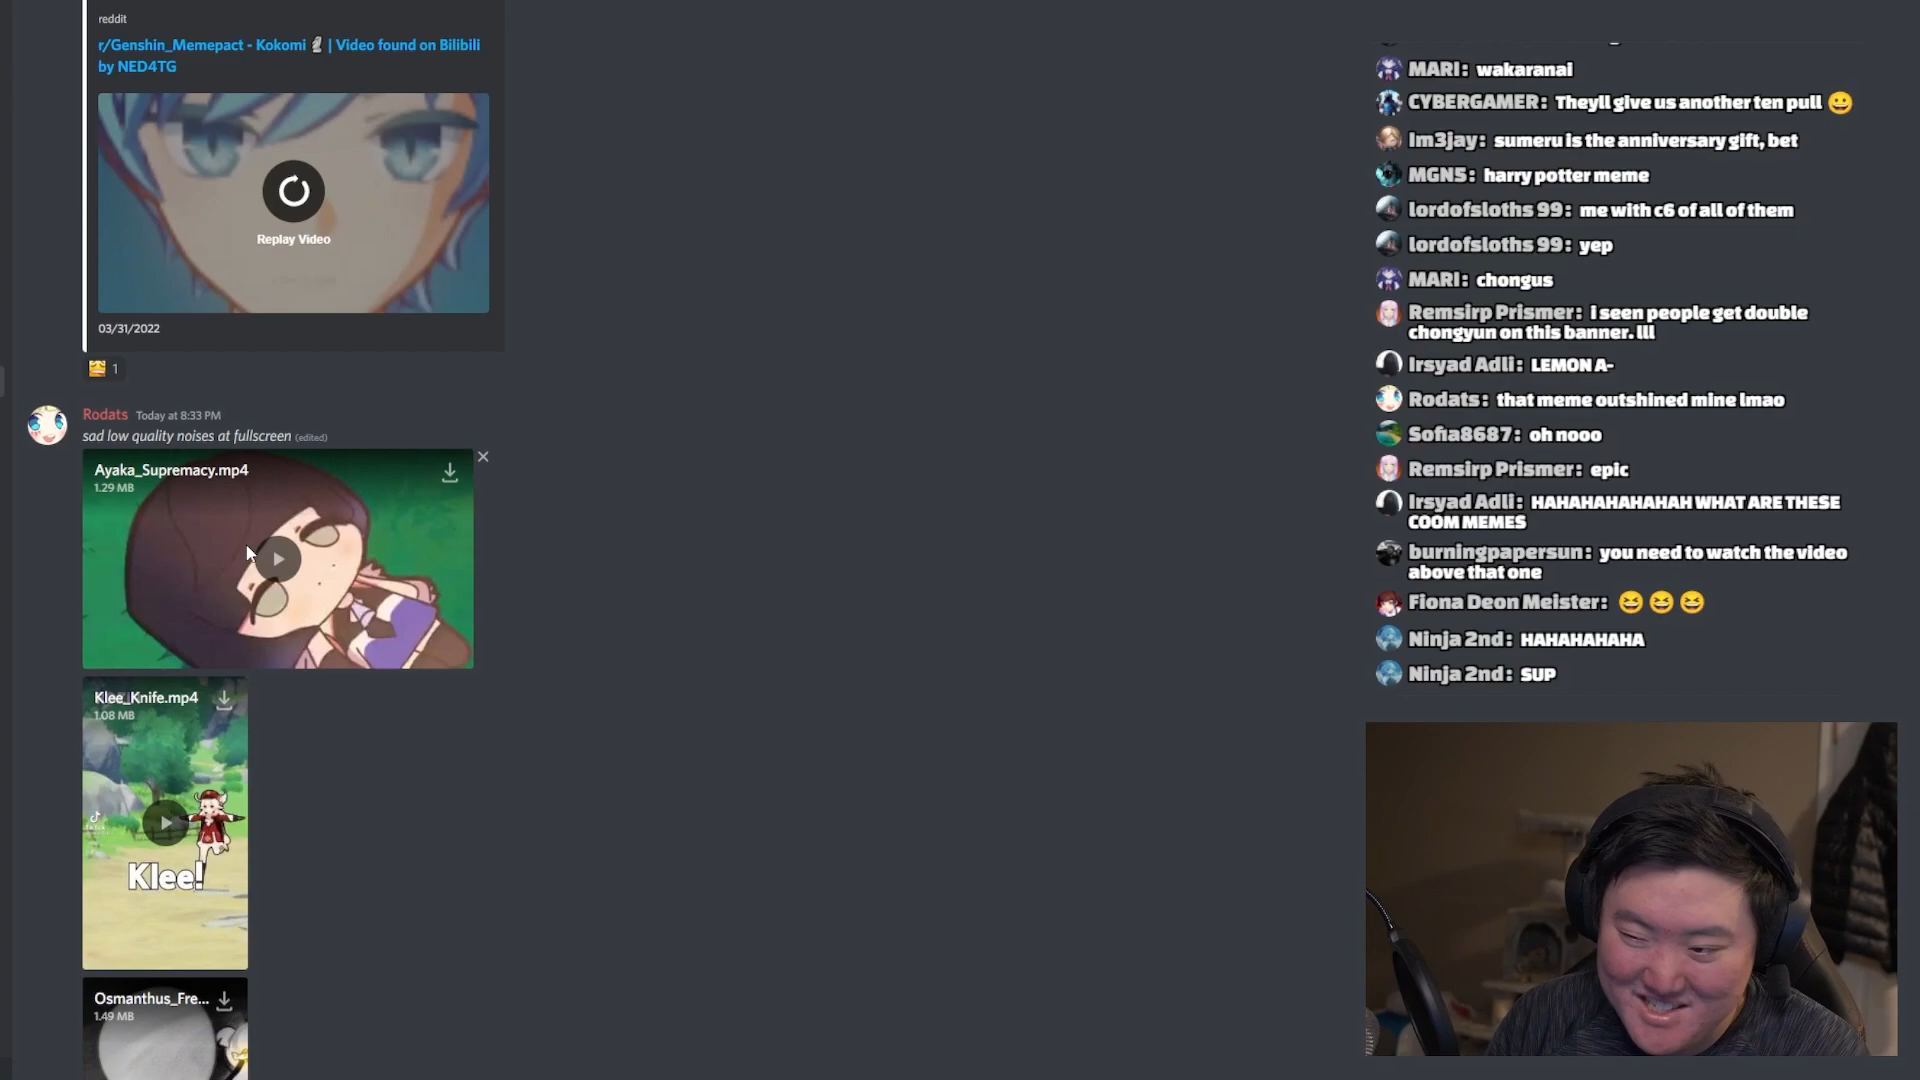 reddit
r/Genshin_Memepact - Kokomi 🗿 | Video found on Bilibili
by NED4TG
Replay Video
03/31/2022
1
Rodats Today at 8:33 PM
sad low quality noises at fullscreen (edited)
Ayaka_Supremacy.mp4
1.29 MB
Klee_Knife.mp4
1.08 MB
Klee!
Osmanthus_Fre...
1.49 MB
MARI: wakaranai
CYBERGAMER: Theyll give us another ten pull 😀
lm3jay: sumeru is the anniversary gift, bet
MGN5: harry potter meme
lordofsloths 99: me with c6 of all of them
lordofsloths 99: yep
MARI: chongus
Remsirp Prismer: i seen people get double
chongyun on this banner. lll
Irsyad Adli: LEMON A-
Rodats: that meme outshined mine lmao
Sofia8687: oh nooo
Remsirp Prismer: epic
Irsyad Adli: HAHAHAHAHAHAH WHAT ARE THESE
COOM MEMES
burningpapersun: you need to watch the video
above that one
Fiona Deon Meister: 😆 😆 😆
Ninja 2nd: HAHAHAHAHA
Ninja 2nd: SUP